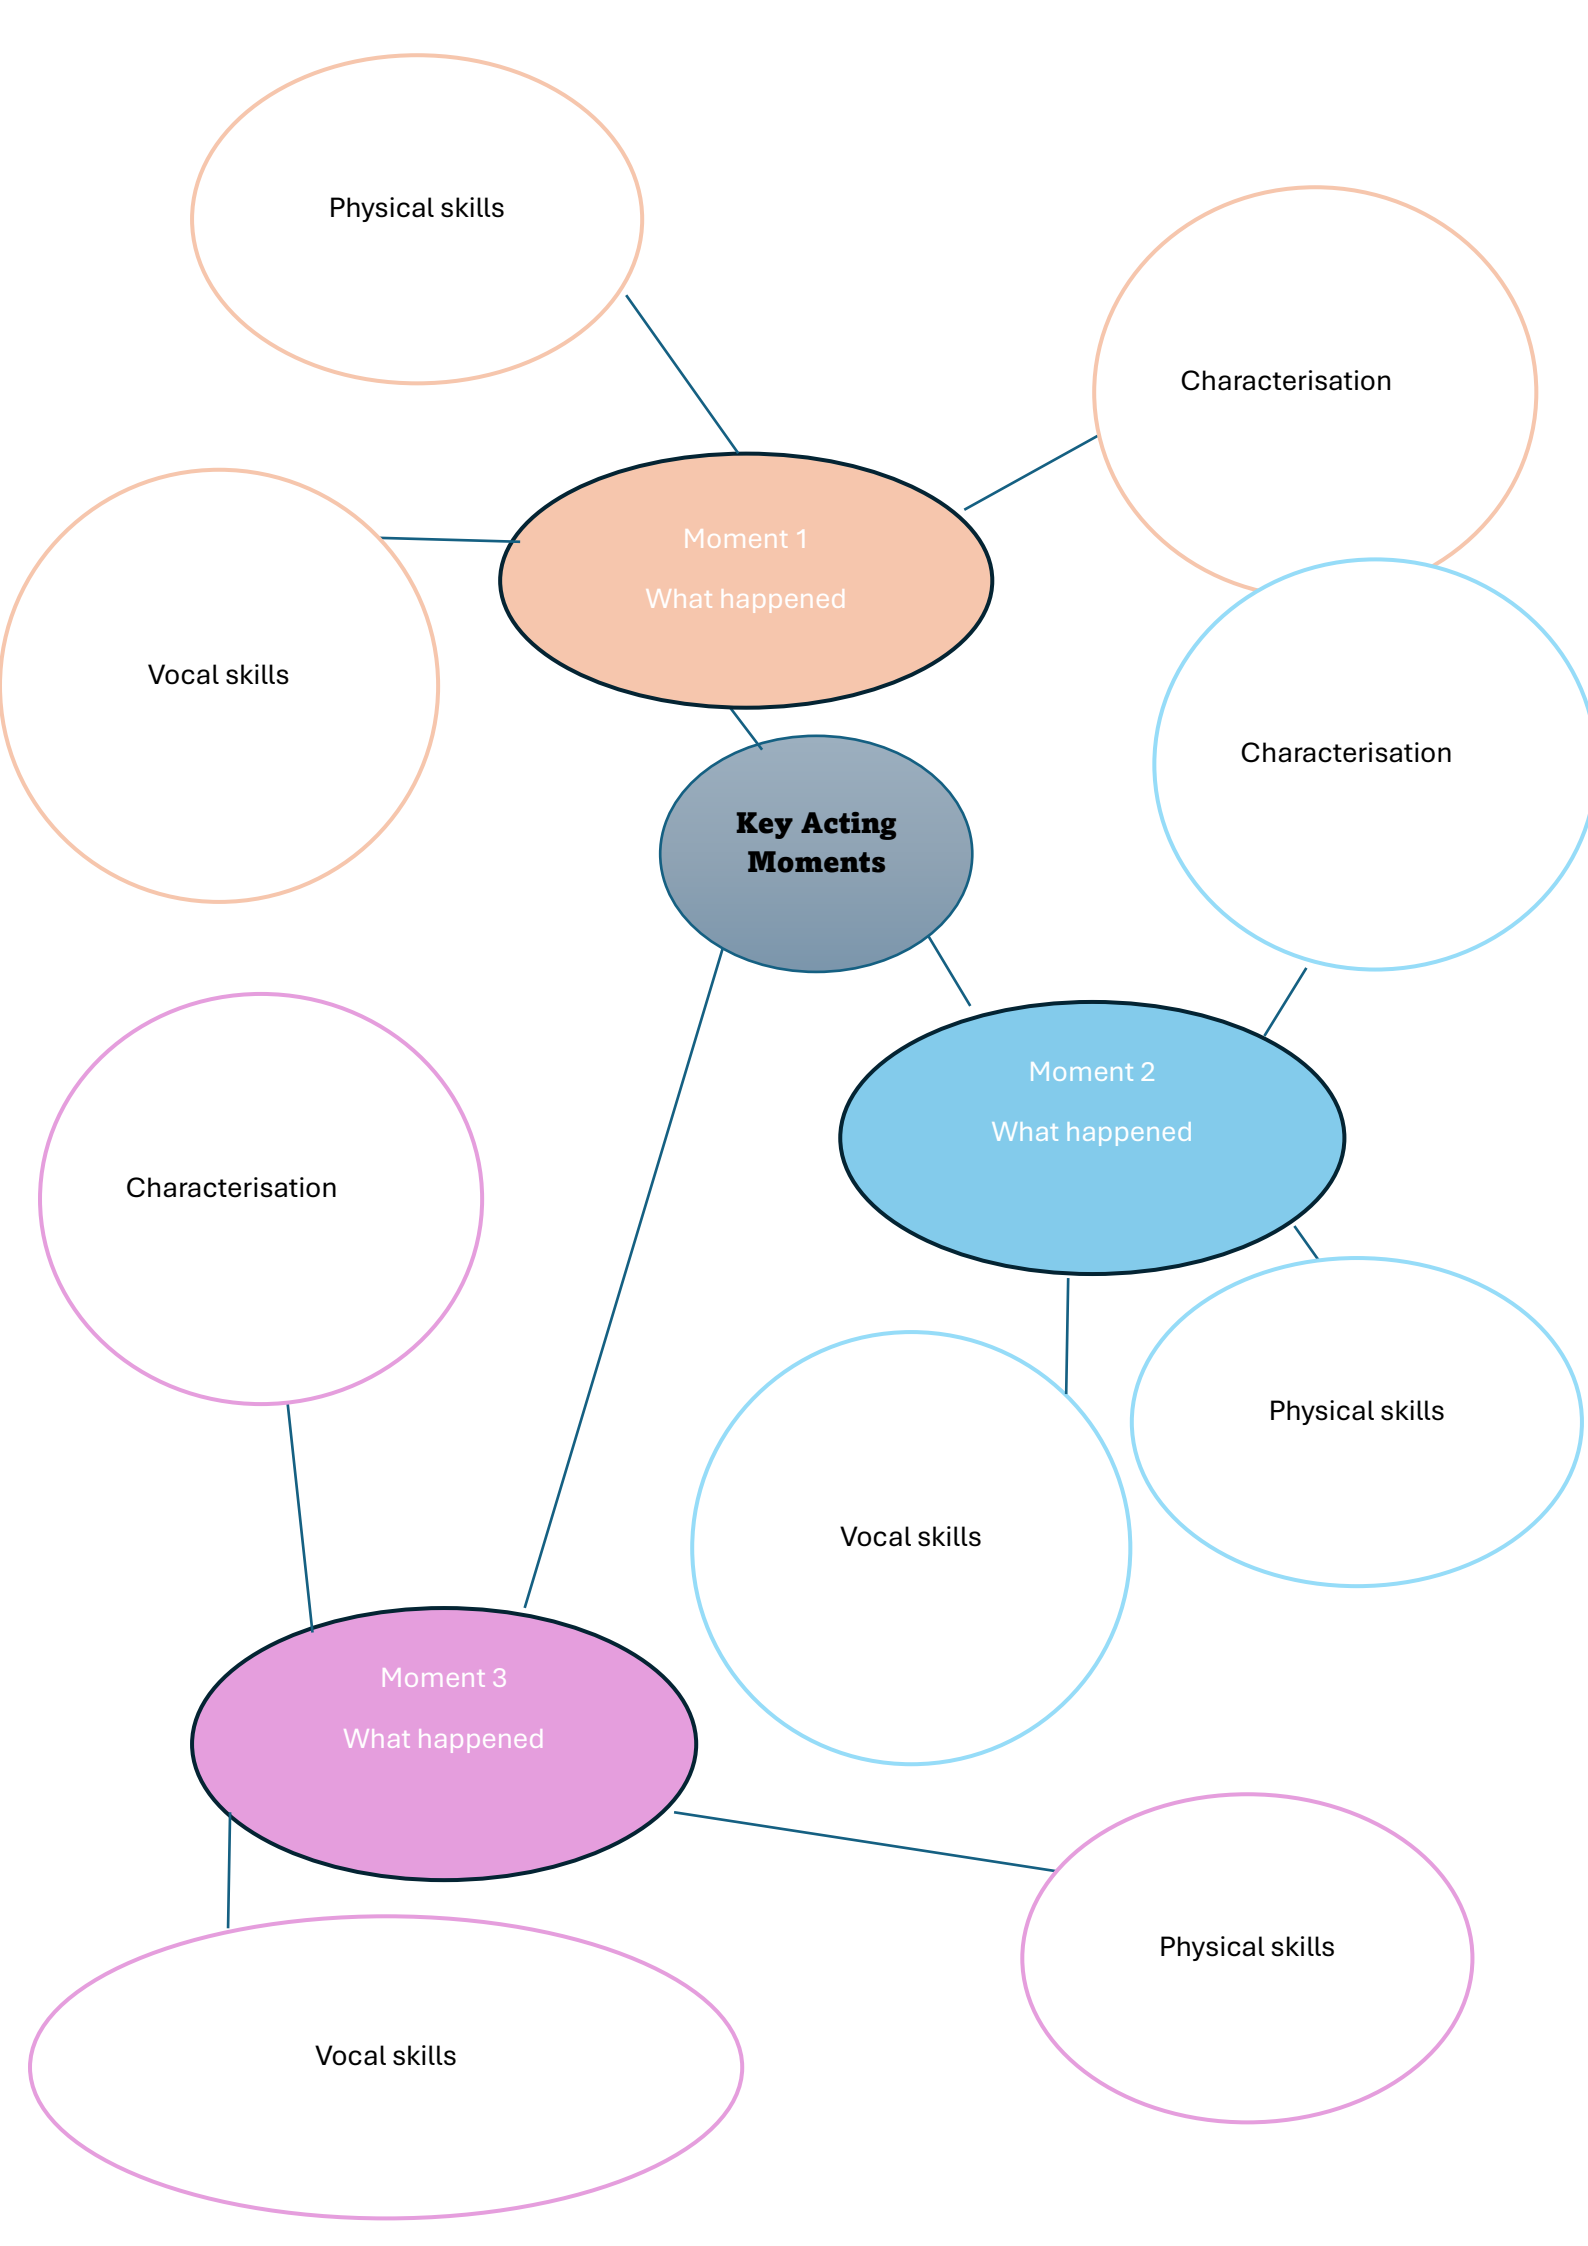 Physical skills
Characterisation
Moment 1
What happened
Vocal skills
Characterisation
Key Acting
Moments
Moment 2
What happened
Characterisation
Physical skills
Vocal skills
Moment 3
What happened
Physical skills
Vocal skills